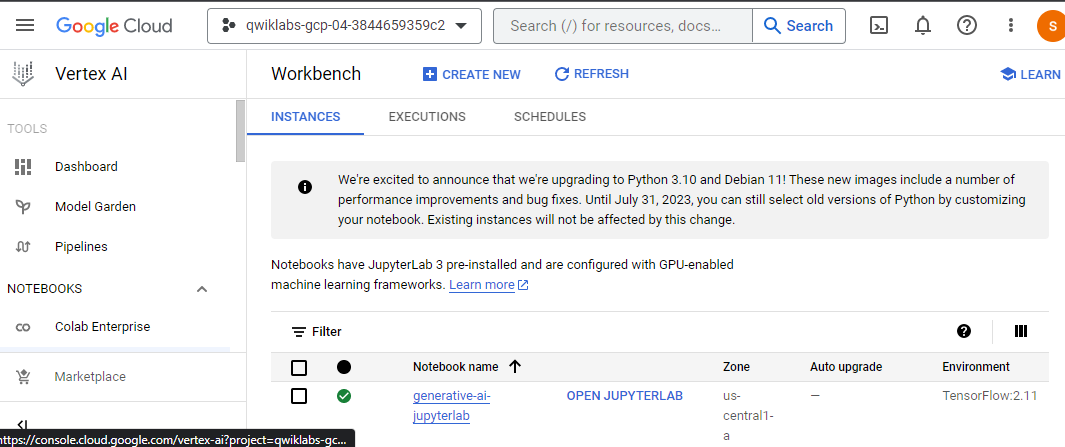 Google Cloud
qwiklabs-gcp-04-3844659359c2
Search (/) for resources, docs...
Search
S
Vertex AI
Workbench
CREATE NEW
REFRESH
LEARN
TOOLS
Dashboard
Model Garden
Pipelines
NOTEBOOKS
Colab Enterprise
Marketplace
INSTANCES EXECUTIONS SCHEDULES
We're excited to announce that we're upgrading to Python 3.10 and Debian 11! These new images include a number of
performance improvements and bug fixes. Until July 31, 2023, you can still select old versions of Python by customizing
your notebook. Existing instances will not be affected by this change.
Notebooks have JupyterLab 3 pre-installed and are configured with GPU-enabled
machine learning frameworks. Learn more
Filter
Notebook name Zone Auto upgrade Environment
generative-ai-
jupyterlab
OPEN JUPYTERLAB
us-
central1-
a
—
TensorFlow:2.11
https://console.cloud.google.com/vertex-ai?project=qwiklabs-gc...